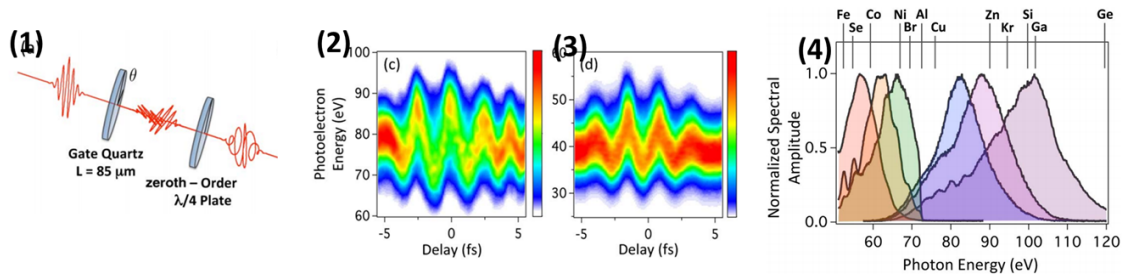 (1)
θ
Gate Quartz
L = 85 μm
zeroth – Order
λ/4 Plate
(2)
(c)
Photoelectron
Energy (eV)
100
90
80
70
60
-5
0
5
Delay (fs)
(3)
(d)
60
50
40
30
-5
0
5
Delay (fs)
(4)
Fe Co Ni Al Zn Si Ge
Se Br Cu Kr Ga
Normalized Spectral
Amplitude
1.0
0.5
0.0
60 70 80 90 100 110 120
Photon Energy (eV)